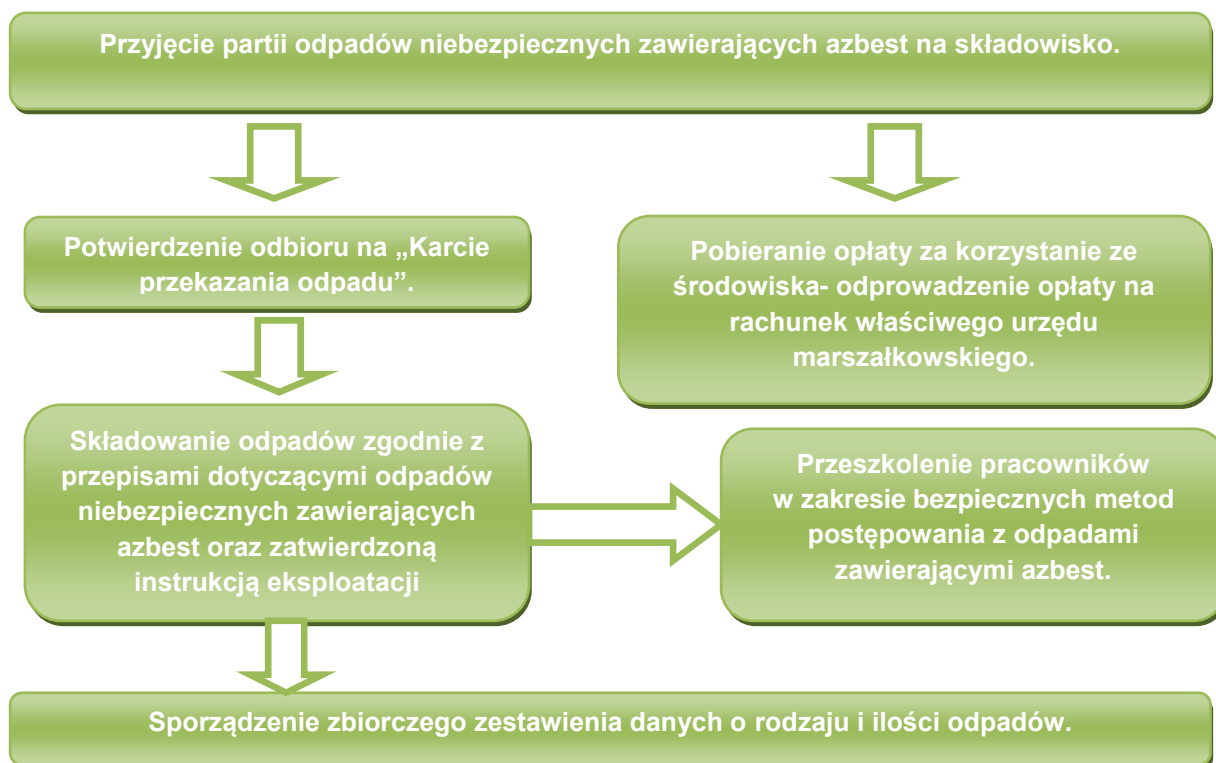 Przyjęcie partii odpadów niebezpiecznych zawierających azbest na składowisko.
Potwierdzenie odbioru na „Karcie
przekazania odpadu”.
Pobieranie opłaty za korzystanie ze
środowiska- odprowadzenie opłaty na
rachunek właściwego urzędu
marszałkowskiego.
Składowanie odpadów zgodnie z
przepisami dotyczącymi odpadów
niebezpiecznych zawierających
azbest oraz zatwierdzoną
instrukcją eksploatacji
Przeszkolenie pracowników
w zakresie bezpiecznych metod
postępowania z odpadami
zawierającymi azbest.
Sporządzenie zbiorczego zestawienia danych o rodzaju i ilości odpadów.